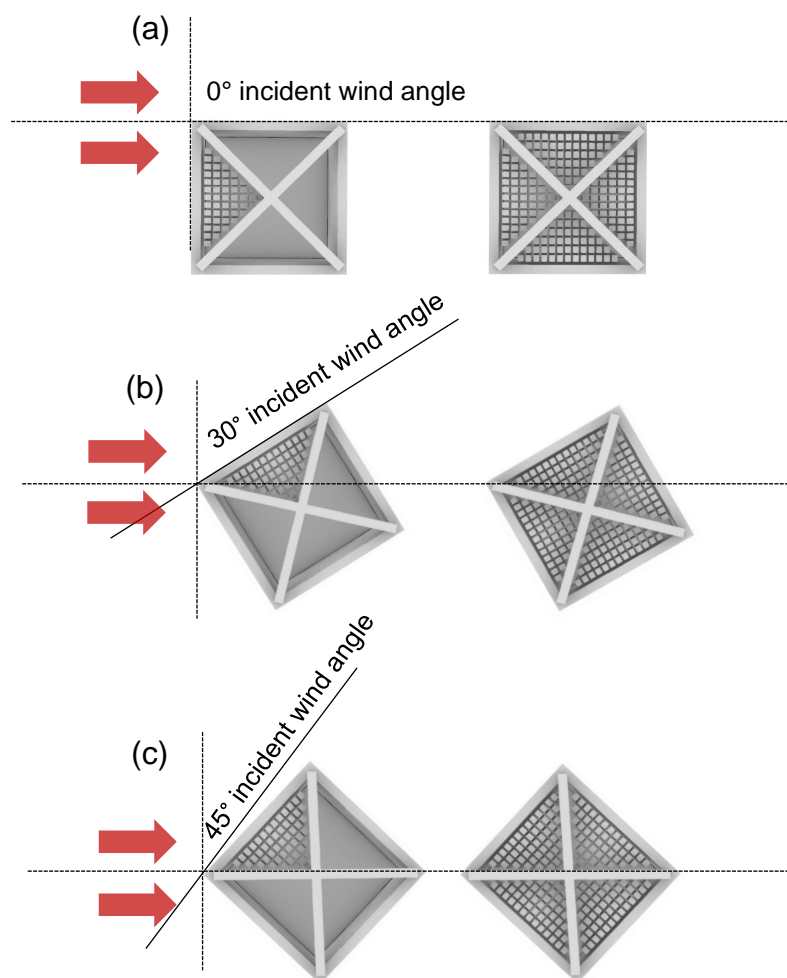 (a)
0° incident wind angle
(b)
30° incident wind angle
(c)
45° incident wind angle